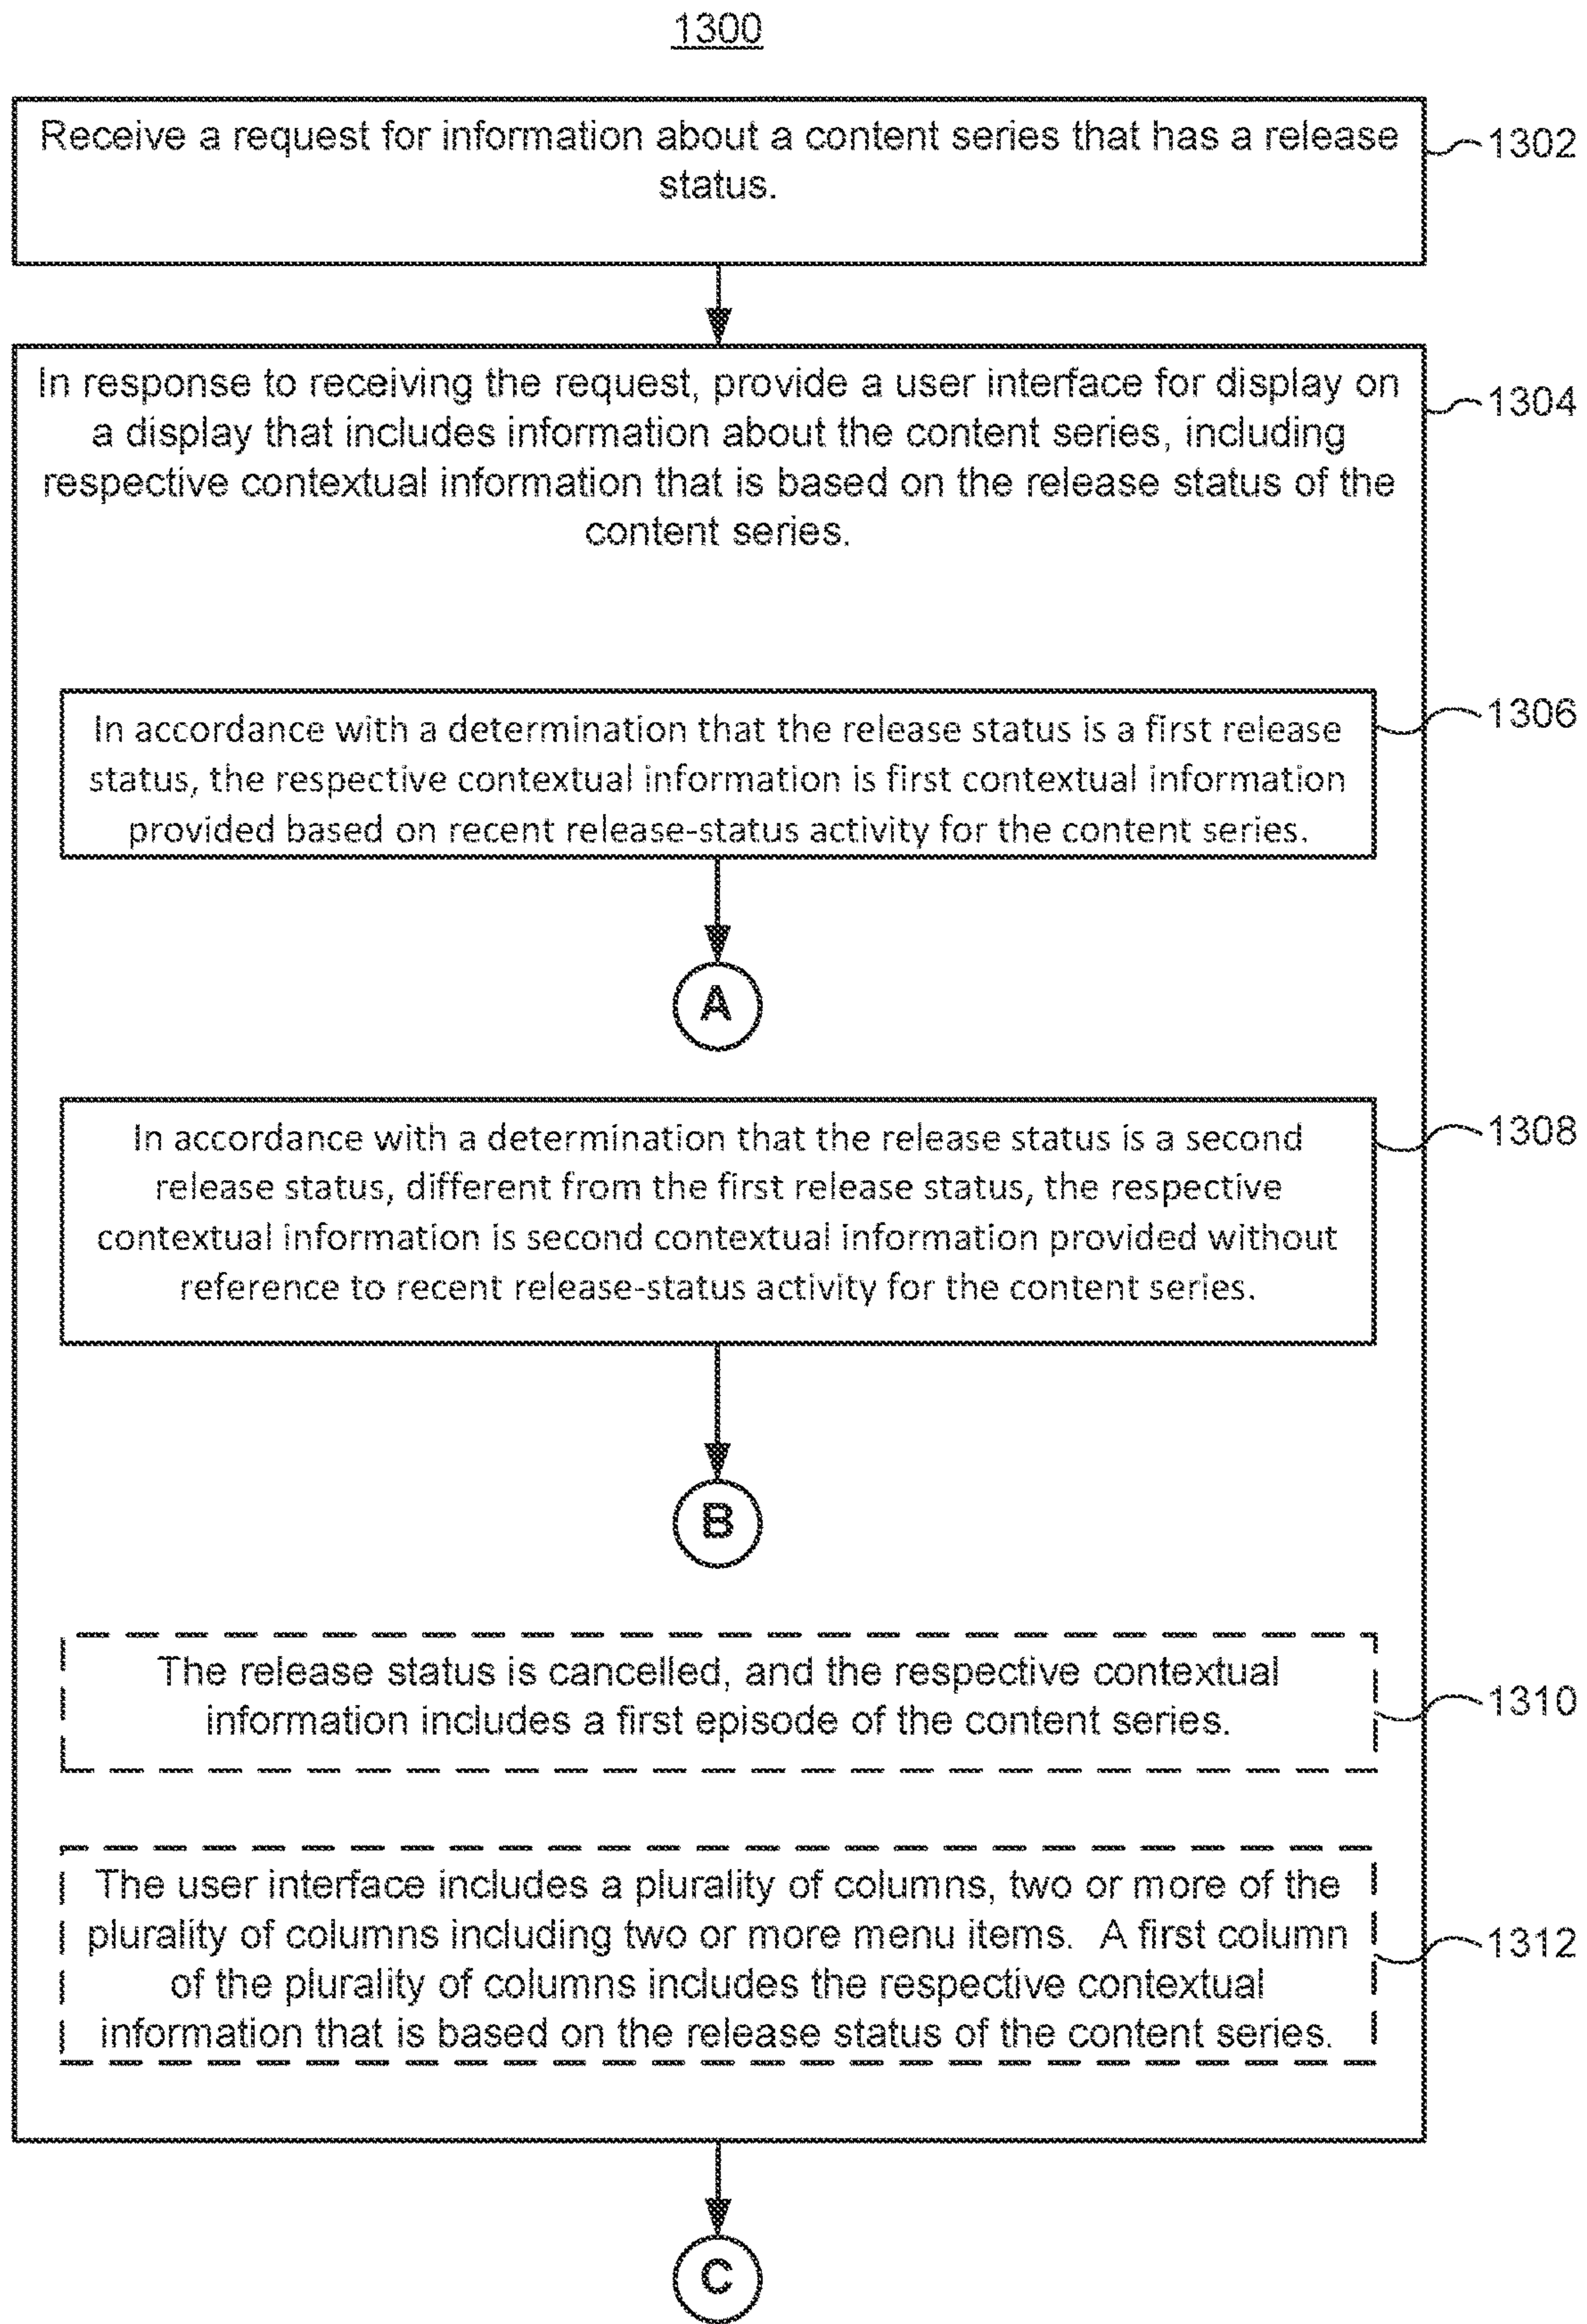 1300
Receive a request for information about a content series that has a release
status.
1302
In response to receiving the request, provide a user interface for display on
a display that includes information about the content series, including
respective contextual information that is based on the release status of the
content series.
1304
In accordance with a determination that the release status is a first release
status, the respective contextual information is first contextual information
provided based on recent release-status activity for the content series.
1306
A
In accordance with a determination that the release status is a second
release status, different from the first release status, the respective
contextual information is second contextual information provided without
reference to recent release-status activity for the content series.
1308
B
The release status is cancelled, and the respective contextual
information includes a first episode of the content series.
1310
The user interface includes a plurality of columns, two or more of the
plurality of columns including two or more menu items.  A first column
of the plurality of columns includes the respective contextual
information that is based on the release status of the content series.
1312
C